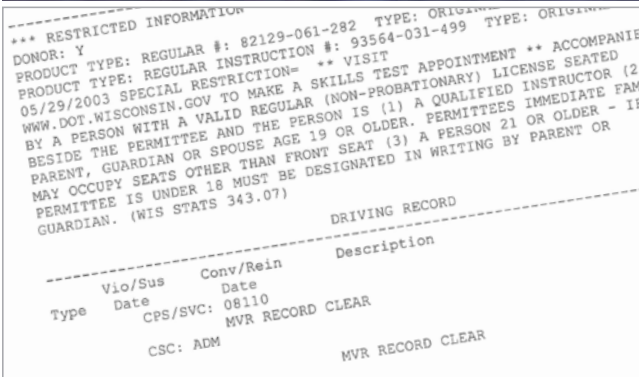 *** RESTRICTED INFORMATION
DONOR: Y
PRODUCT TYPE: REGULAR #: 82129-061-282 TYPE:
PRODUCT TYPE: REGULAR INSTRUCTION #: 93564-031-499 TYPE:
05/29/2003 SPECIAL RESTRICTION= ** VISIT
WWW.DOT.WISCONSIN.GOV TO MAKE A SKILLS TEST APPOINTMENT **
BY A PERSON WITH A VALID REGULAR (NON-PROBATIONARY) LICENSE SEATED
BESIDE THE PERMITTEE AND THE PERSON IS (1) A QUALIFIED INSTRUCTOR (2
PARENT, GUARDIAN OR SPOUSE AGE 19 OR OLDER. PERMITTEES IMMEDIATE
MAY OCCUPY SEATS OTHER THAN FRONT SEAT (3) A PERSON 21 OR OLDER -
PERMITTEE IS UNDER 18 MUST BE DESIGNATED IN WRITING BY PARENT OR
GUARDIAN. (WIS STATS 343.07)
DRIVING RECORD
Vio/Sus Conv/Rein
Type Date Date Description
CPS/SVC: 08110
MVR RECORD CLEAR
CSC: ADM
MVR RECORD CLEAR